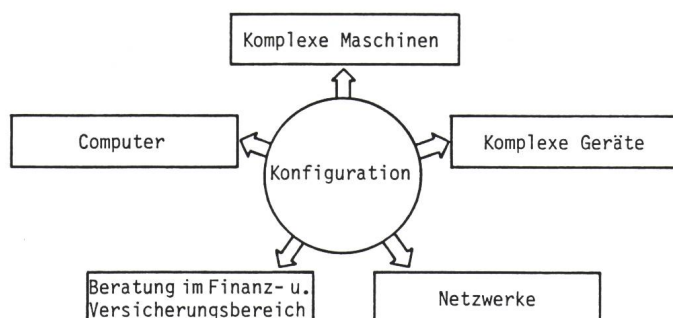 Komplexe Maschinen
Computer
Komplexe Geräte
Konfiguration
Beratung im Finanz- u.
Versicherungsbereich
Netzwerke